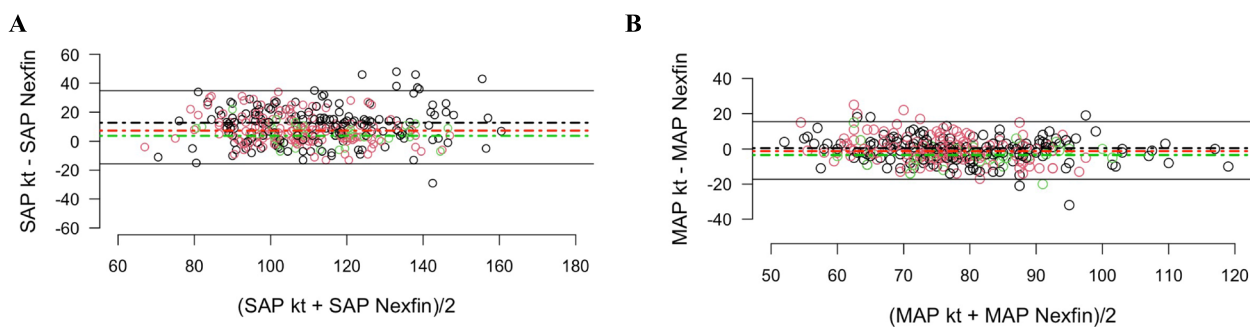 A
SAP kt - SAP Nexfin
60
40
20
0
-20
-40
-60
60 80 100 120 140 160 180
(SAP kt + SAP Nexfin)/2
B
MAP kt - MAP Nexfin
40
20
0
-20
-40
50 60 70 80 90 100 110 120
(MAP kt + MAP Nexfin)/2